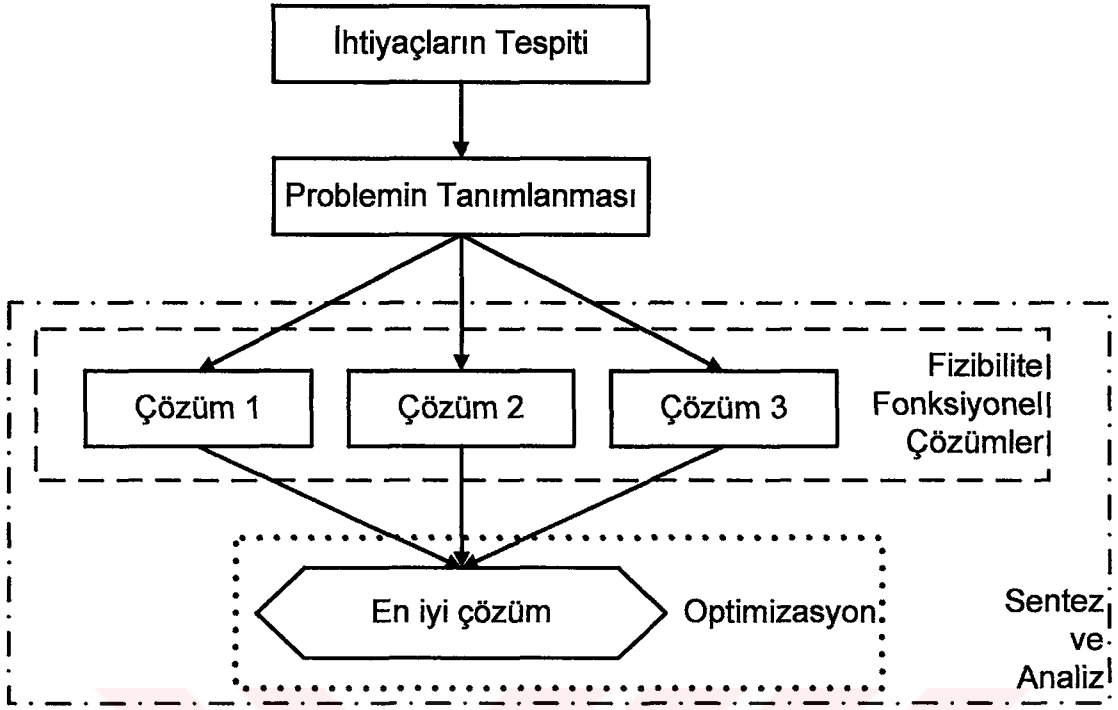 İhtiyaçların Tespiti
Problemin Tanımlanması
Fizibilite
Fonksiyonel
Çözümler
Çözüm 1
Çözüm 2
Çözüm 3
En iyi çözüm
Optimizasyon
Sentez
ve
Analiz